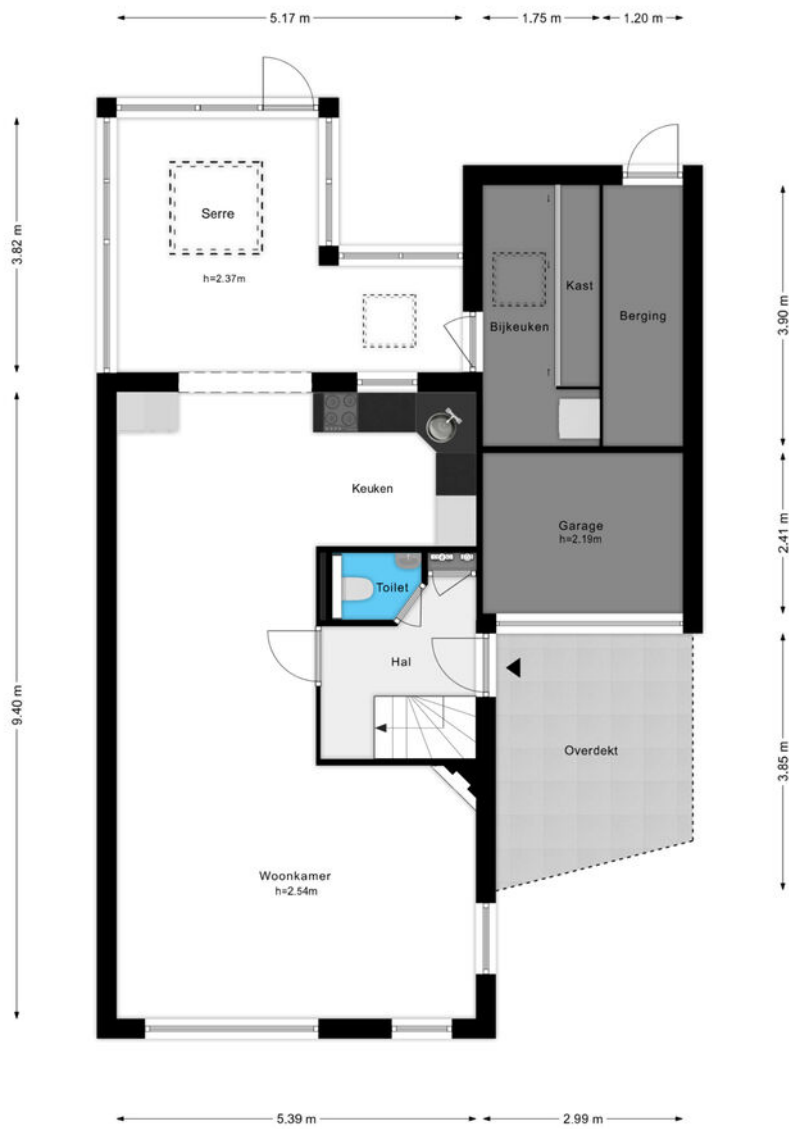 5.17 m
1.75 m
1.20 m
Serre
h=2.37m
3.82 m
Kast
Bijkeuken
Berging
3.90 m
Keuken
Garage
h=2.19m
2.41 m
Toilet
Hal
9.40 m
Overdekt
3.85 m
Woonkamer
h=2.54m
5.39 m
2.99 m